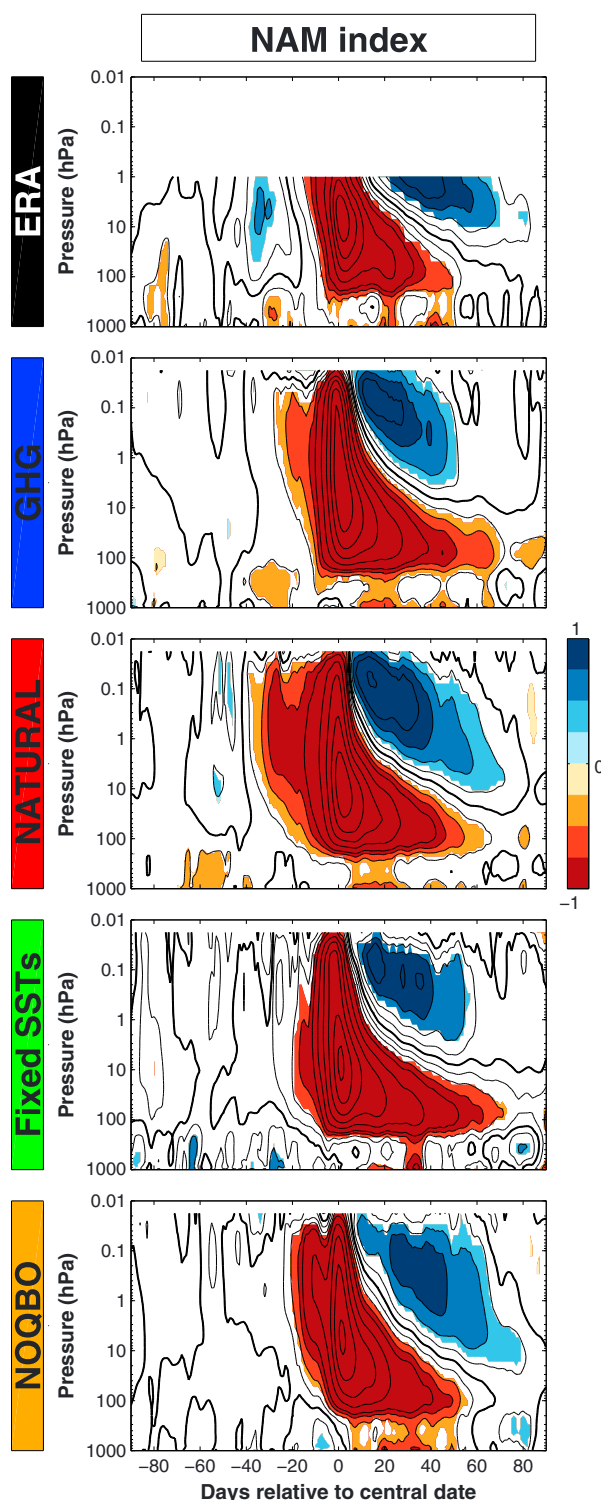 NAM index
ERA
Pressure (hPa)
0.01
0.1
1
10
100
1000
GHG
Pressure (hPa)
0.01
0.1
1
10
100
1000
NATURAL
Pressure (hPa)
0.01
0.1
1
10
100
1000
1
0
−1
Fixed SSTs
Pressure (hPa)
0.01
0.1
1
10
100
1000
NOQBO
Pressure (hPa)
0.01
0.1
1
10
100
1000
−80 −60 −40 −20 0 20 40 60 80
Days relative to central date